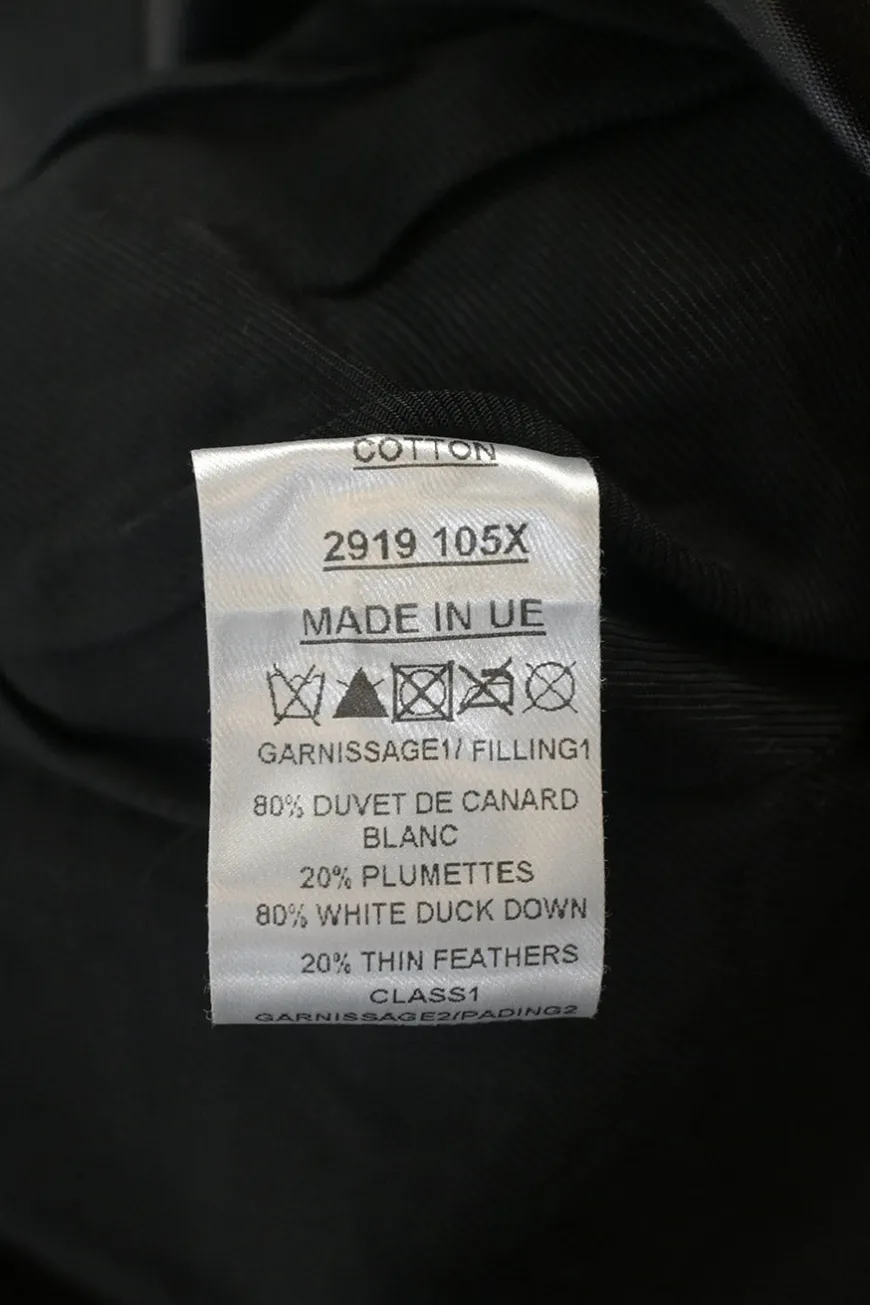 COTTON
2919 105X
MADE IN UE
GARNISSAGE1/ FILLING1
80% DUVET DE CANARD
BLANC
20% PLUMETTES
80% WHITE DUCK DOWN
20% THIN FEATHERS
CLASS1
GARNISSAGE2/PADING2